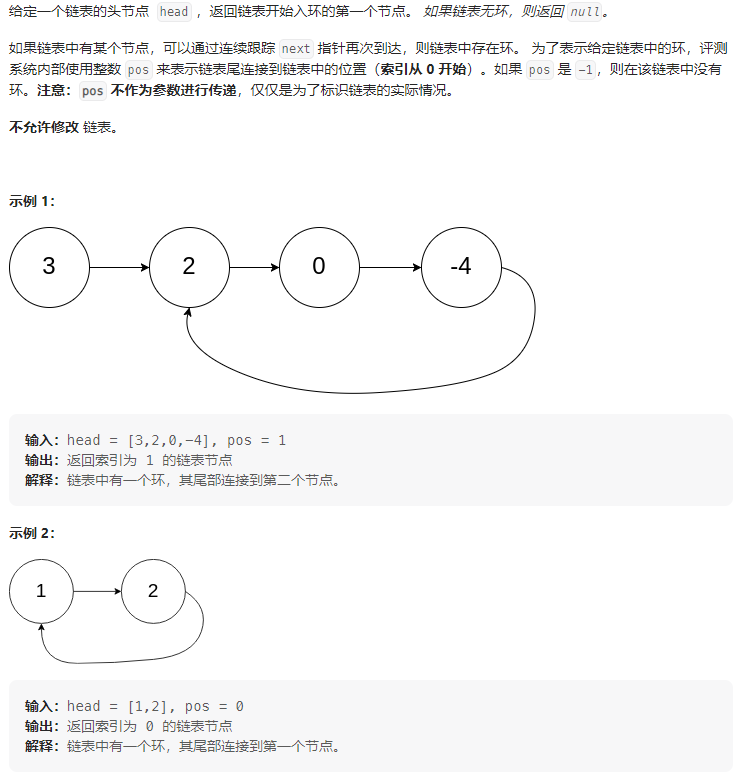 给定一个链表的头节点 head ，返回链表开始入环的第一个节点。 如果链表无环，则返回 null。
如果链表中有某个节点，可以通过连续跟踪 next 指针再次到达，则链表中存在环。 为了表示给定链表中的环，评测
系统内部使用整数 pos 来表示链表尾连接到链表中的位置（索引从 0 开始）。如果 pos 是 -1，则在该链表中没有
环。注意：pos 不作为参数进行传递，仅仅是为了标识链表的实际情况。
不允许修改 链表。
示例 1：
3 2 0 -4
输入：head = [3,2,0,-4], pos = 1
输出：返回索引为 1 的链表节点
解释：链表中有一个环，其尾部连接到第二个节点。
示例 2：
1 2
输入：head = [1,2], pos = 0
输出：返回索引为 0 的链表节点
解释：链表中有一个环，其尾部连接到第一个节点。